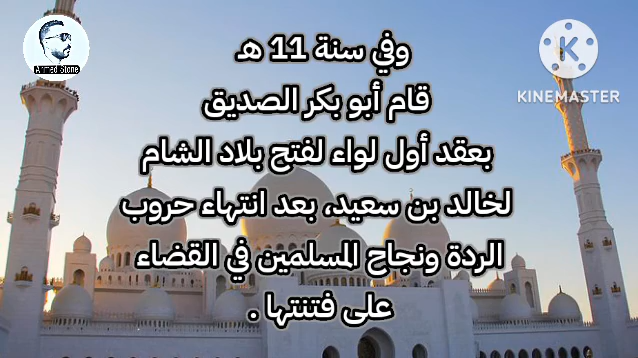 Ahmed Stone
KINEMASTER
وفي سنة 11 هـ
قام أبو بكر الصديق
بعقد أول لواء لفتح بلاد الشام
لخالد بن سعيد، بعد انتهاء حروب
الردة ونجاح المسلمين في القضاء
على فتنتها .